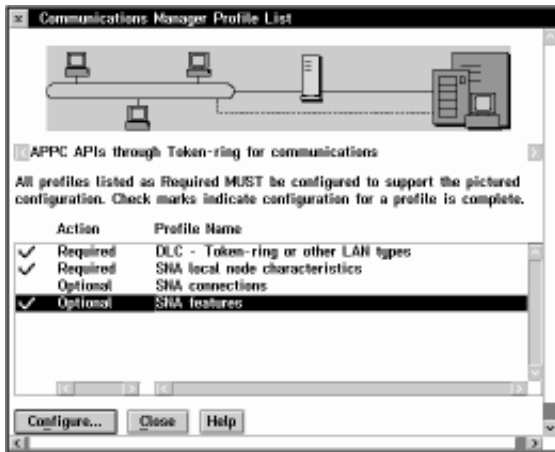 Communications Manager Profile List
APPC APIs through Token-ring for communications
All profiles listed as Required MUST be configured to support the pictured
configuration. Check marks indicate configuration for a profile is complete.
Action Profile Name
✓ Required DLC - Token-ring or other LAN types
✓ Required SNA local node characteristics
Optional SNA connections
✓ Optional SNA features
Configure... Close Help